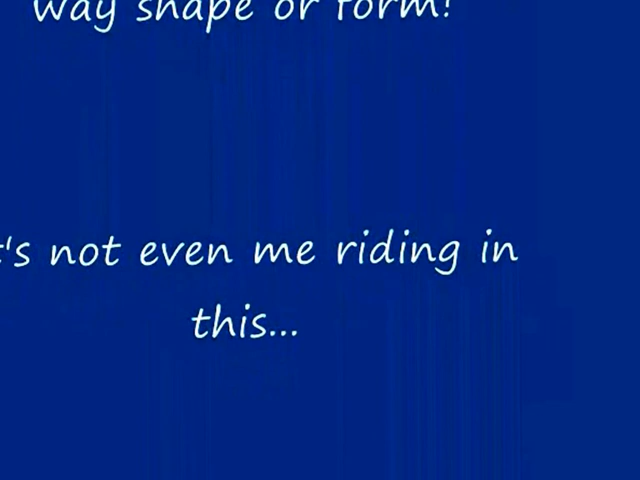 way shape or form!
t's not even me riding in
this...